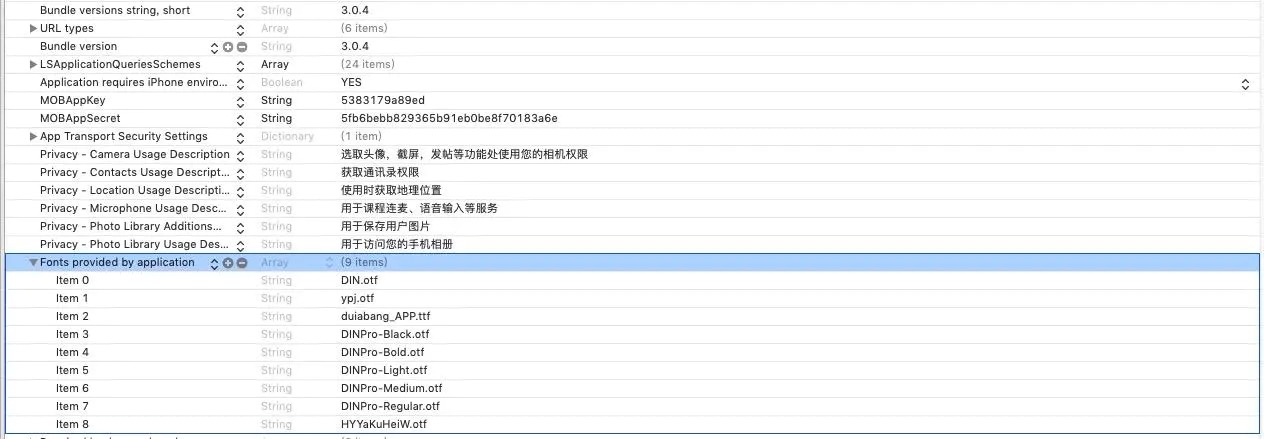 Bundle versions string, short String 3.0.4
URL types Array (6 items)
Bundle version String 3.0.4
LSApplicationQueriesSchemes Array (24 items)
Application requires iPhone enviro... Boolean YES
MOBAppKey String 5383179a89ed
MOBAppSecret String 5fb6bebb829365b91eb0be8f70183a6e
App Transport Security Settings Dictionary (1 item)
Privacy - Camera Usage Description String 选取头像，截屏，发帖等功能处使用您的相机权限
Privacy - Contacts Usage Descript... String 获取通讯录权限
Privacy - Location Usage Descripti... String 使用时获取地理位置
Privacy - Microphone Usage Desc... String 用于课程连麦、语音输入等服务
Privacy - Photo Library Additions... String 用于保存用户图片
Privacy - Photo Library Usage Des... String 用于访问您的手机相册
Fonts provided by application Array (9 items)
Item 0 String DIN.otf
Item 1 String ypj.otf
Item 2 String duiabang_APP.ttf
Item 3 String DINPro-Black.otf
Item 4 String DINPro-Bold.otf
Item 5 String DINPro-Light.otf
Item 6 String DINPro-Medium.otf
Item 7 String DINPro-Regular.otf
Item 8 String HYYaKuHeiW.otf